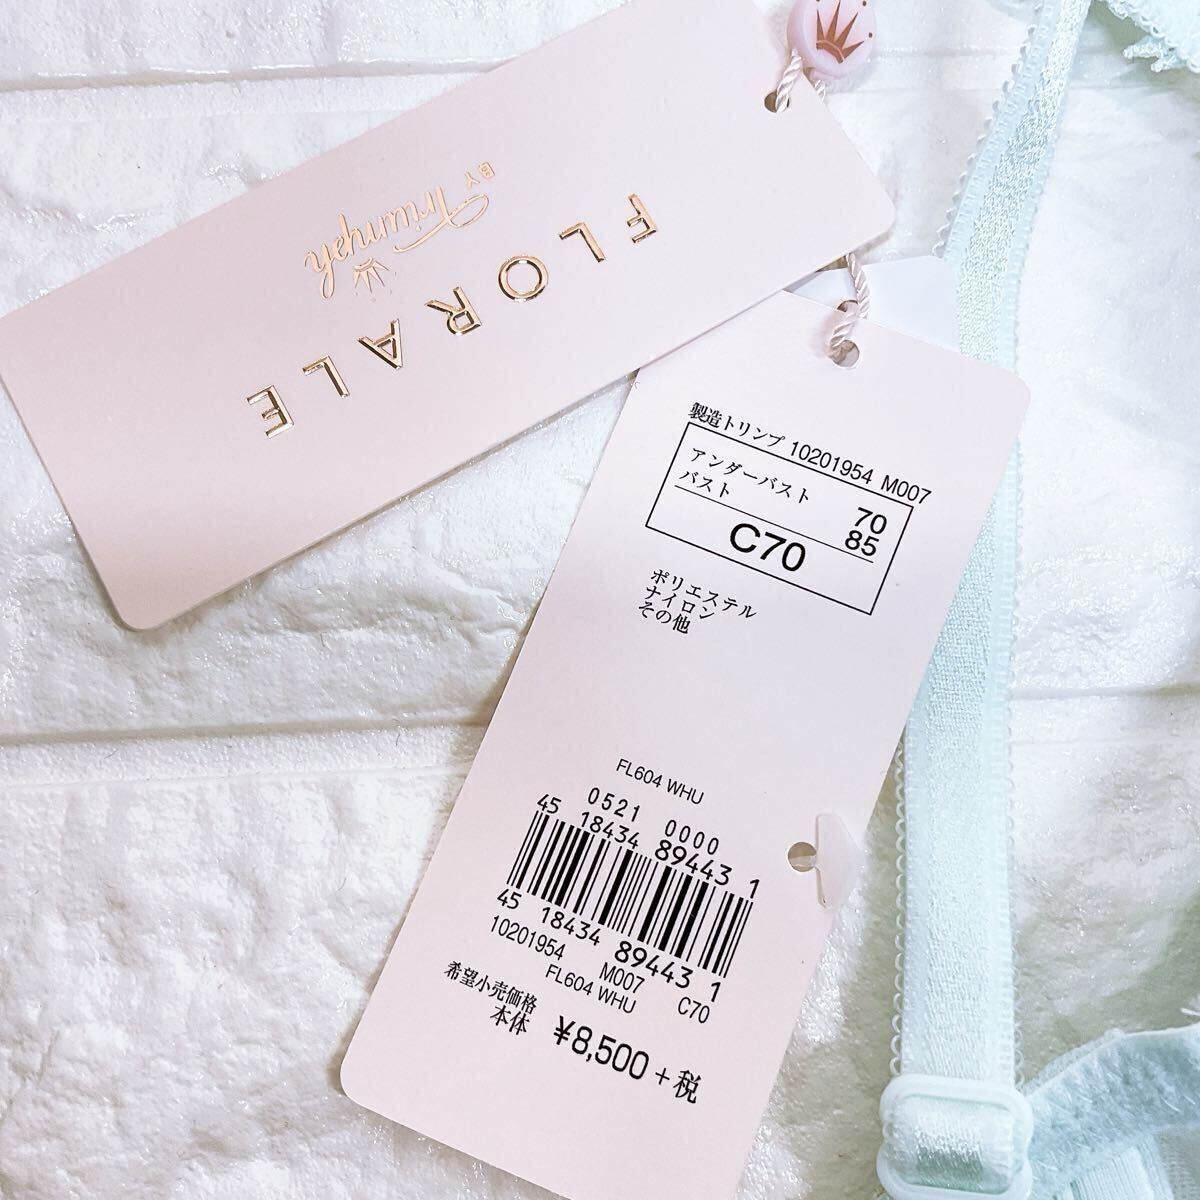 FLORALE
BY
Triumph
製造トリンプ 10201954 M007
アンダーバスト 70
バスト 85
C70
ポリエステル
ナイロン
その他
FL604 WHU
0521 0000
45 18434 89443 1
45 18434 89443 1
10201954 M007 C70
FL604 WHU
希望小売価格
本体 ¥8,500+税